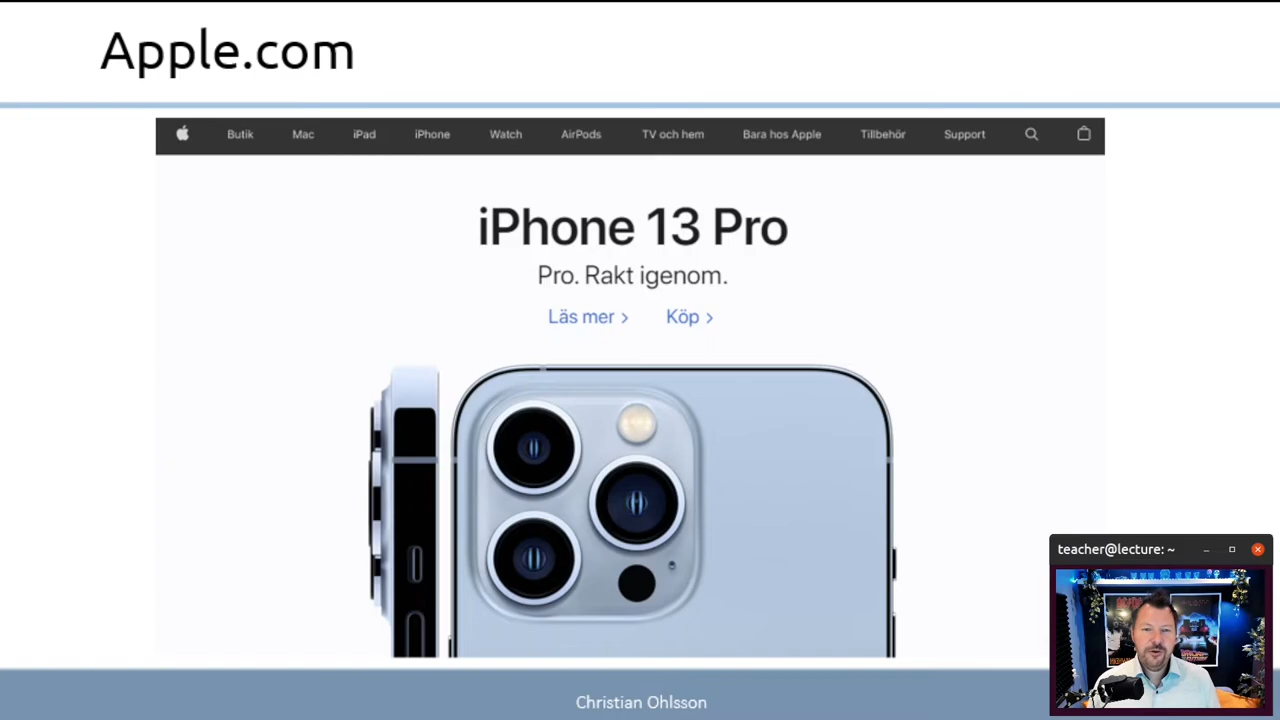 Apple.com
Butik Mac iPad iPhone Watch AirPods TV och hem Bara hos Apple Tillbehör Support
iPhone 13 Pro
Pro. Rakt igenom.
Läs mer > Köp >
teacher@lecture: ~
Christian Ohlsson